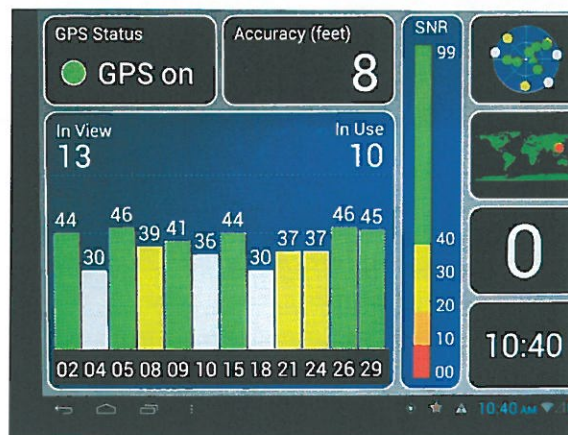 GPS Status
GPS on
Accuracy (feet)
8
SNR
99
40
30
20
10
00
In View
13
In Use
10
44 30 46 39 41 36 44 30 37 37 46 45
02 04 05 08 09 10 15 18 21 24 26 29
0
10:40
10:40 AM